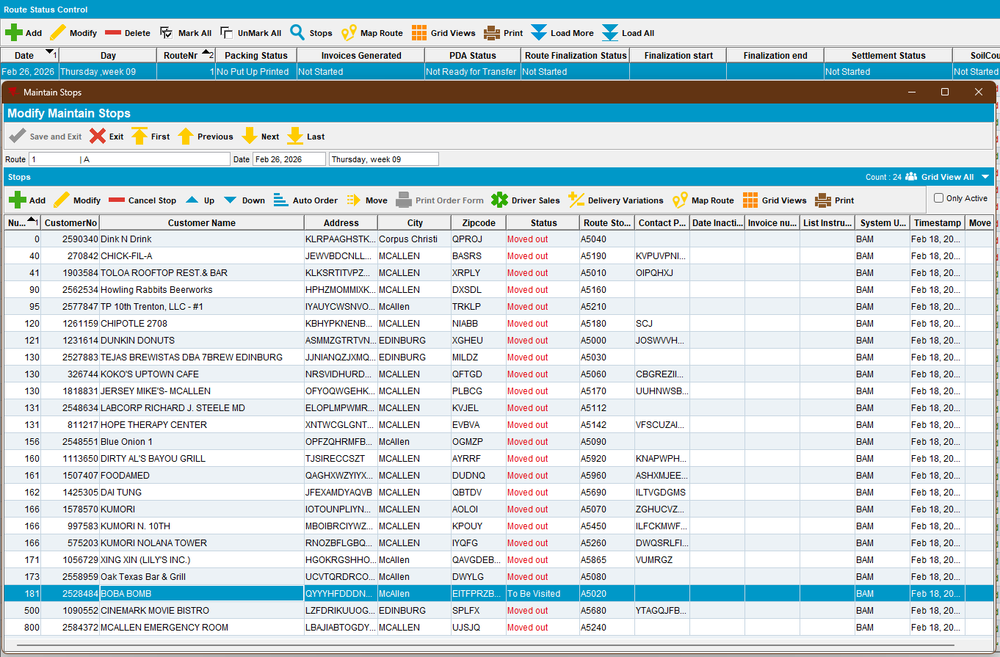 Route Status Control
Add Modify Delete Mark All UnMark All Stops Map Route Grid Views Print Load More Load All
Date 1 Day RouteNr 2 Packing Status Invoices Generated PDA Status Route Finalization Status Finalization start Finalization end Settlement Status SoilCou
Feb 26, 2026 Thursday ,week 09 1 No Put Up Printed Not Started Not Ready for Transfer Not Started Not Started Not Started
Maintain Stops
Modify Maintain Stops
Save and Exit Exit First Previous Next Last
Route 1 | A Date Feb 26, 2026 Thursday, week 09
Stops Count : 24 Grid View All
Add Modify Cancel Stop Up Down Auto Order Move Print Order Form Driver Sales Delivery Variations Map Route Grid Views Print Only Active
Nu... 1 CustomerNo Customer Name Address City Zipcode Status Route Sto... Contact P... Date Inacti... Invoice nu... List Instru... System U... Timestamp Move
0 2590340 Dink N Drink KLRPAAGHSTK... Corpus Christi QPROJ Moved out A5040 BAM Feb 18, 20...
40 270842 CHICK-FIL-A JEWVBDCNLL... MCALLEN BASRS Moved out A5190 KVPUVPNI... BAM Feb 18, 20...
41 1903584 TOLOA ROOFTOP REST.& BAR KLKSRTITVPZ... MCALLEN XRPLY Moved out A5010 OIPQHXJ BAM Feb 18, 20...
90 2562534 Howling Rabbits Beerworks HPHZMOMMIXK... MCALLEN DXSDL Moved out A5160 BAM Feb 18, 20...
95 2577847 TP 10th Trenton, LLC - #1 IYAUYCWSNVO... McAllen TRKLP Moved out A5210 BAM Feb 18, 20...
120 1261159 CHIPOTLE 2708 KBHYPKNENB... MCALLEN NIABB Moved out A5180 SCJ BAM Feb 18, 20...
121 1231614 DUNKIN DONUTS ASMMZGTRTVN... EDINBURG XGHEU Moved out A5000 JOSWVVH... BAM Feb 18, 20...
130 2527883 TEJAS BREWISTAS DBA 7BREW EDINBURG JJNIANQZJXMQ... EDINBURG MILDZ Moved out A5030 BAM Feb 18, 20...
130 326744 KOKO'S UPTOWN CAFE NRSVIDHURD... MCALLEN QFTGD Moved out A5060 CBGREZII... BAM Feb 18, 20...
130 1818831 JERSEY MIKE'S- MCALLEN OFYOQWGEHK... MCALLEN PLBCG Moved out A5170 UUHNWSB... BAM Feb 18, 20...
131 2548634 LABCORP RICHARD J. STEELE MD ELOPLMPWMR... MCALLEN KVJEL Moved out A5112 BAM Feb 18, 20...
131 811217 HOPE THERAPY CENTER XNTWCGLGNT... MCALLEN EVBVA Moved out A5142 VFSCUZAI... BAM Feb 18, 20...
156 2548551 Blue Onion 1 OPFZQHRMFB... McAllen OGMZP Moved out A5090 BAM Feb 18, 20...
160 1113650 DIRTY AL'S BAYOU GRILL TJSIRECCSZT MCALLEN AYRRF Moved out A5920 KNAPWPH... BAM Feb 18, 20...
161 1507407 FOODAMED QAGHXWZYIYX... MCALLEN DUDNQ Moved out A5960 ASHXMJEE... BAM Feb 18, 20...
162 1425305 DAI TUNG JFEXAMDYAQVB MCALLEN QBTDV Moved out A5690 ILTVGDGMS BAM Feb 18, 20...
166 1578570 KUMORI IOTOUNPLIYN... MCALLEN AOLOI Moved out A5070 ZGHUCVZ... BAM Feb 18, 20...
166 997583 KUMORI N. 10TH MBOIBRCIYWZ... MCALLEN KPOUY Moved out A5450 ILFCKMWF... BAM Feb 18, 20...
166 575203 KUMORI NOLANA TOWER RNOZBFLGBQ... MCALLEN IYQFG Moved out A5260 DWQSRLFI... BAM Feb 18, 20...
171 1056729 XING XIN (LILY'S INC.) HGOKRGSHHO... McAllen QAVGDEB... Moved out A5865 VUMRGZ BAM Feb 18, 20...
173 2558959 Oak Texas Bar & Grill UCVTQRDRCO... McAllen DWYLG Moved out A5080 BAM Feb 18, 20...
181 2528484 BOBA BOMB QYYYHFDDDN... McAllen EITFPRZB... To Be Visited A5020 BAM Feb 18, 20...
500 1090552 CINEMARK MOVIE BISTRO LZFDRIKUUOG... EDINBURG SPLFX Moved out A5680 YTAGQJFB... BAM Feb 18, 20...
800 2584372 MCALLEN EMERGENCY ROOM LBAJIABTOGDY... MCALLEN UJSJQ Moved out A5240 BAM Feb 18, 20...